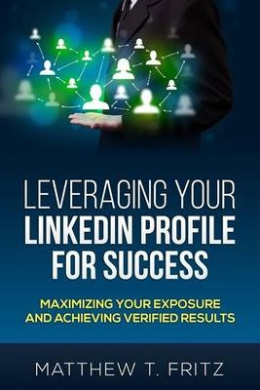 LEVERAGING YOUR
LINKEDIN PROFILE
FOR SUCCESS
MAXIMIZING YOUR EXPOSURE
AND ACHIEVING VERIFIED RESULTS
MATTHEW T. FRITZ